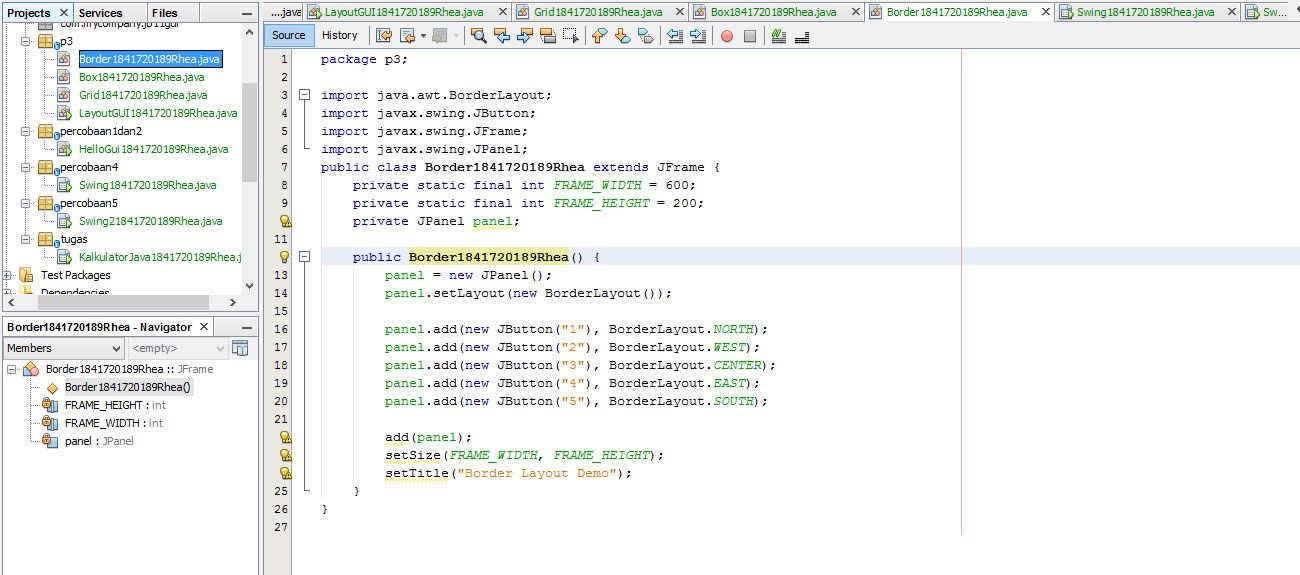 Projects × Services Files
com.mycompany.jb11gui
p3
Border1841720189Rhea.java
Box1841720189Rhea.java
Grid1841720189Rhea.java
LayoutGUI1841720189Rhea.java
percobaan1dan2
HelloGui1841720189Rhea.java
percobaan4
Swing1841720189Rhea.java
percobaan5
Swing21841720189Rhea.java
tugas
KalkulatorJava1841720189Rhea.j
Test Packages
Dependencies
Border1841720189Rhea - Navigator ×
Members <empty>
Border1841720189Rhea :: JFrame
Border1841720189Rhea()
FRAME_HEIGHT : int
FRAME_WIDTH : int
panel : JPanel
....java LayoutGUI1841720189Rhea.java × Grid1841720189Rhea.java × Box1841720189Rhea.java × Border1841720189Rhea.java × Swing1841720189Rhea.java × Sw...
Source History
1 package p3;
2
3 import java.awt.BorderLayout;
4 import javax.swing.JButton;
5 import javax.swing.JFrame;
6 import javax.swing.JPanel;
7 public class Border1841720189Rhea extends JFrame {
8 private static final int FRAME_WIDTH = 600;
9 private static final int FRAME_HEIGHT = 200;
private JPanel panel;
11
public Border1841720189Rhea() {
13 panel = new JPanel();
14 panel.setLayout(new BorderLayout());
15
16 panel.add(new JButton("1"), BorderLayout.NORTH);
17 panel.add(new JButton("2"), BorderLayout.WEST);
18 panel.add(new JButton("3"), BorderLayout.CENTER);
19 panel.add(new JButton("4"), BorderLayout.EAST);
20 panel.add(new JButton("5"), BorderLayout.SOUTH);
21
add(panel);
setSize(FRAME_WIDTH, FRAME_HEIGHT);
setTitle("Border Layout Demo");
25 }
26 }
27